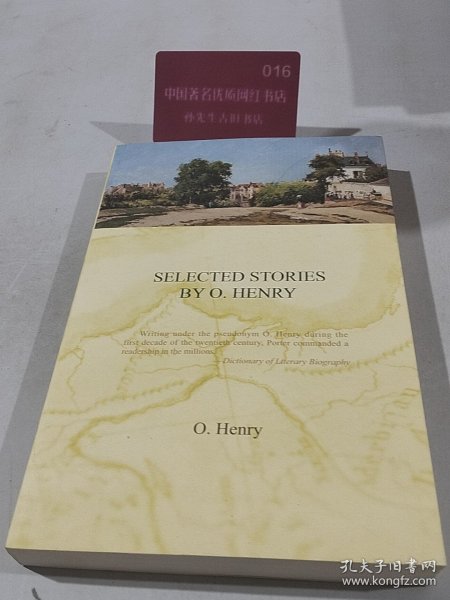 016
中国著名优质网红书店
孙先生古旧书店
SELECTED STORIES
BY O. HENRY
Writing under the pseudonym O. Henry during the
first decade of the twentieth century, Porter commanded a
readership in the millions.
—Dictionary of Literary Biography
O. Henry
孔夫子旧书网
www.kongfz.com